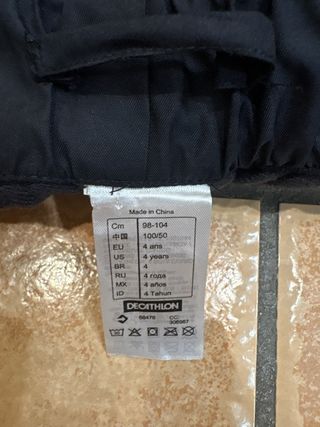 Made in China
Cm 98-104
中国 100/50
EU 4 ans
US 4 years
BR 4
RU 4 года
MX 4 años
ID 4 Tahun
DECATHLON
CC: